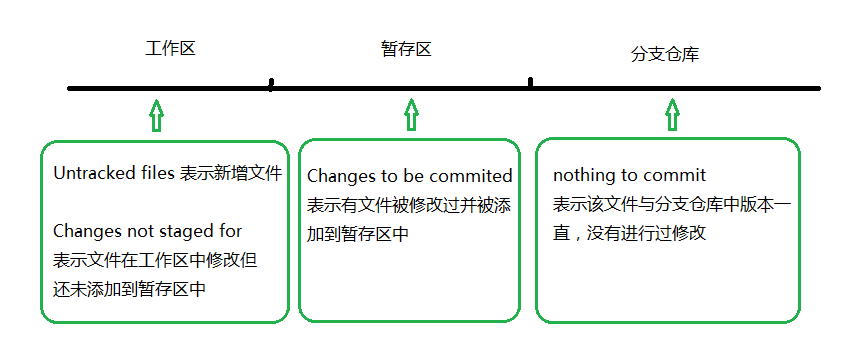 工作区
暂存区
分支仓库
Untracked files 表示新增文件
Changes not staged for
表示文件在工作区中修改但
还未添加到暂存区中
Changes to be commited
表示有文件被修改过并被添
加到暂存区中
nothing to commit
表示该文件与分支仓库中版本一
直，没有进行过修改